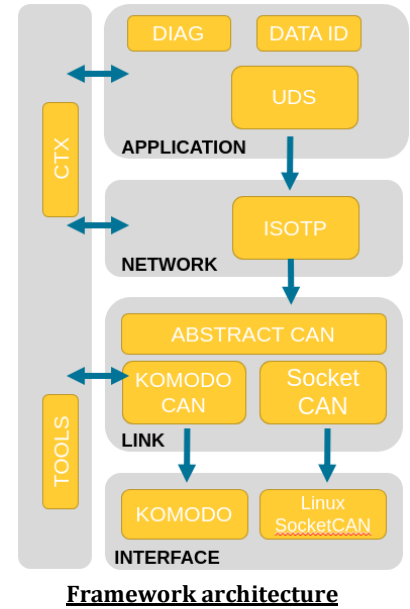 DIAG
DATA ID
UDS
APPLICATION
CTX
ISOTP
NETWORK
ABSTRACT CAN
KOMODO
CAN
Socket
CAN
LINK
TOOLS
KOMODO
Linux
SocketCAN
INTERFACE
Framework architecture